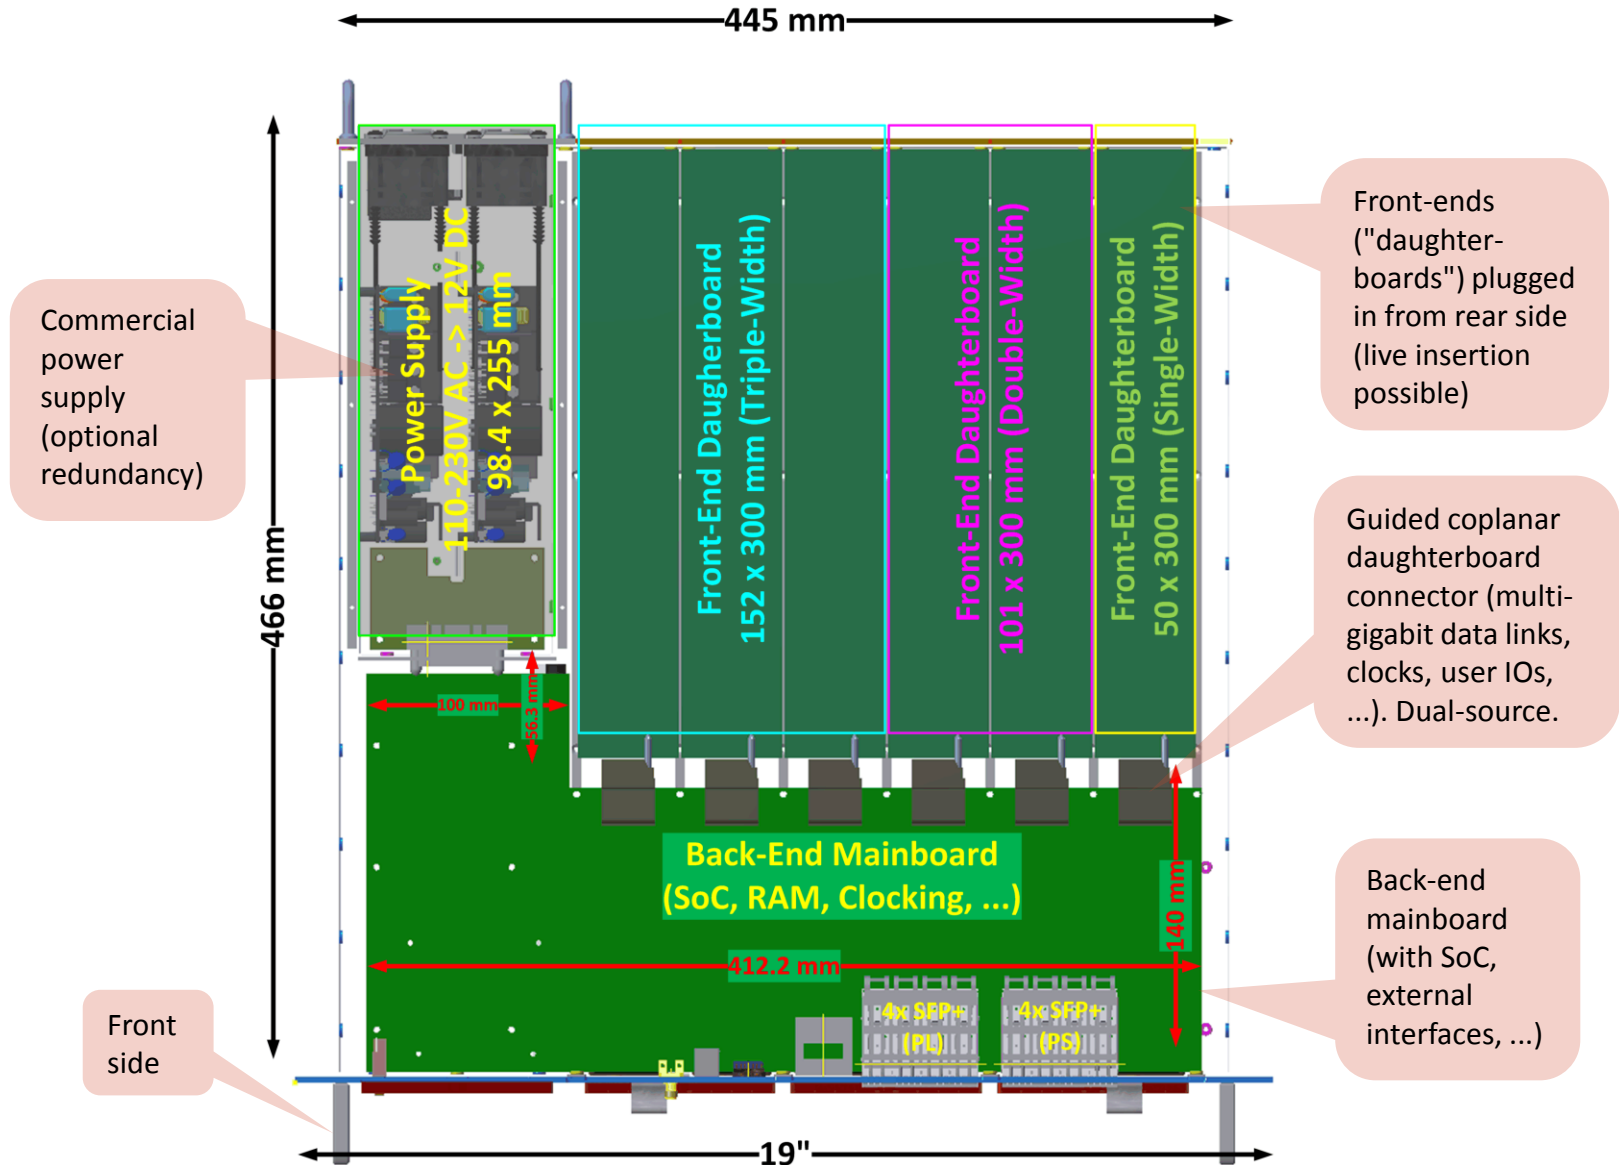 445 mm
466 mm
Commercial
power
supply
(optional
redundancy)
Power Supply
110-230V AC -> 12V DC
98.4 x 255 mm
Front-End Daugherboard
152 x 300 mm (Triple-Width)
Front-End Daughterboard
101 x 300 mm (Double-Width)
Front-End Daughterboard
50 x 300 mm (Single-Width)
Front-ends
("daughter-
boards") plugged
in from rear side
(live insertion
possible)
Guided coplanar
daughterboard
connector (multi-
gigabit data links,
clocks, user IOs,
...). Dual-source.
100 mm
56.3 mm
Back-End Mainboard
(SoC, RAM, Clocking, ...)
140 mm
412.2 mm
Back-end
mainboard
(with SoC,
external
interfaces, ...)
4x SFP+
(PL)
4x SFP+
(PS)
Front
side
19"